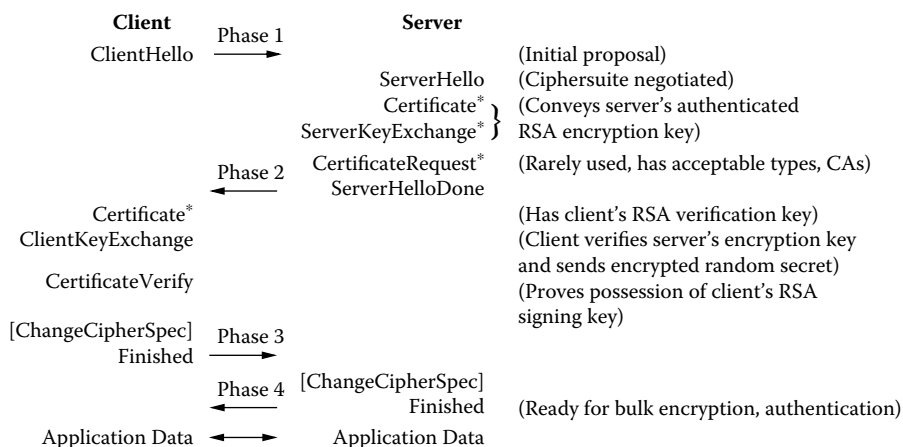 Client Phase 1 Server
ClientHello (Initial proposal)
ServerHello (Ciphersuite negotiated)
Certificate* (Conveys server's authenticated
ServerKeyExchange* } RSA encryption key)
CertificateRequest* (Rarely used, has acceptable types, CAs)
Phase 2
ServerHelloDone
Certificate* (Has client's RSA verification key)
ClientKeyExchange (Client verifies server's encryption key
and sends encrypted random secret)
CertificateVerify
(Proves possession of client's RSA
signing key)
[ChangeCipherSpec] Phase 3
Finished
Phase 4 [ChangeCipherSpec]
Finished (Ready for bulk encryption, authentication)
Application Data Application Data